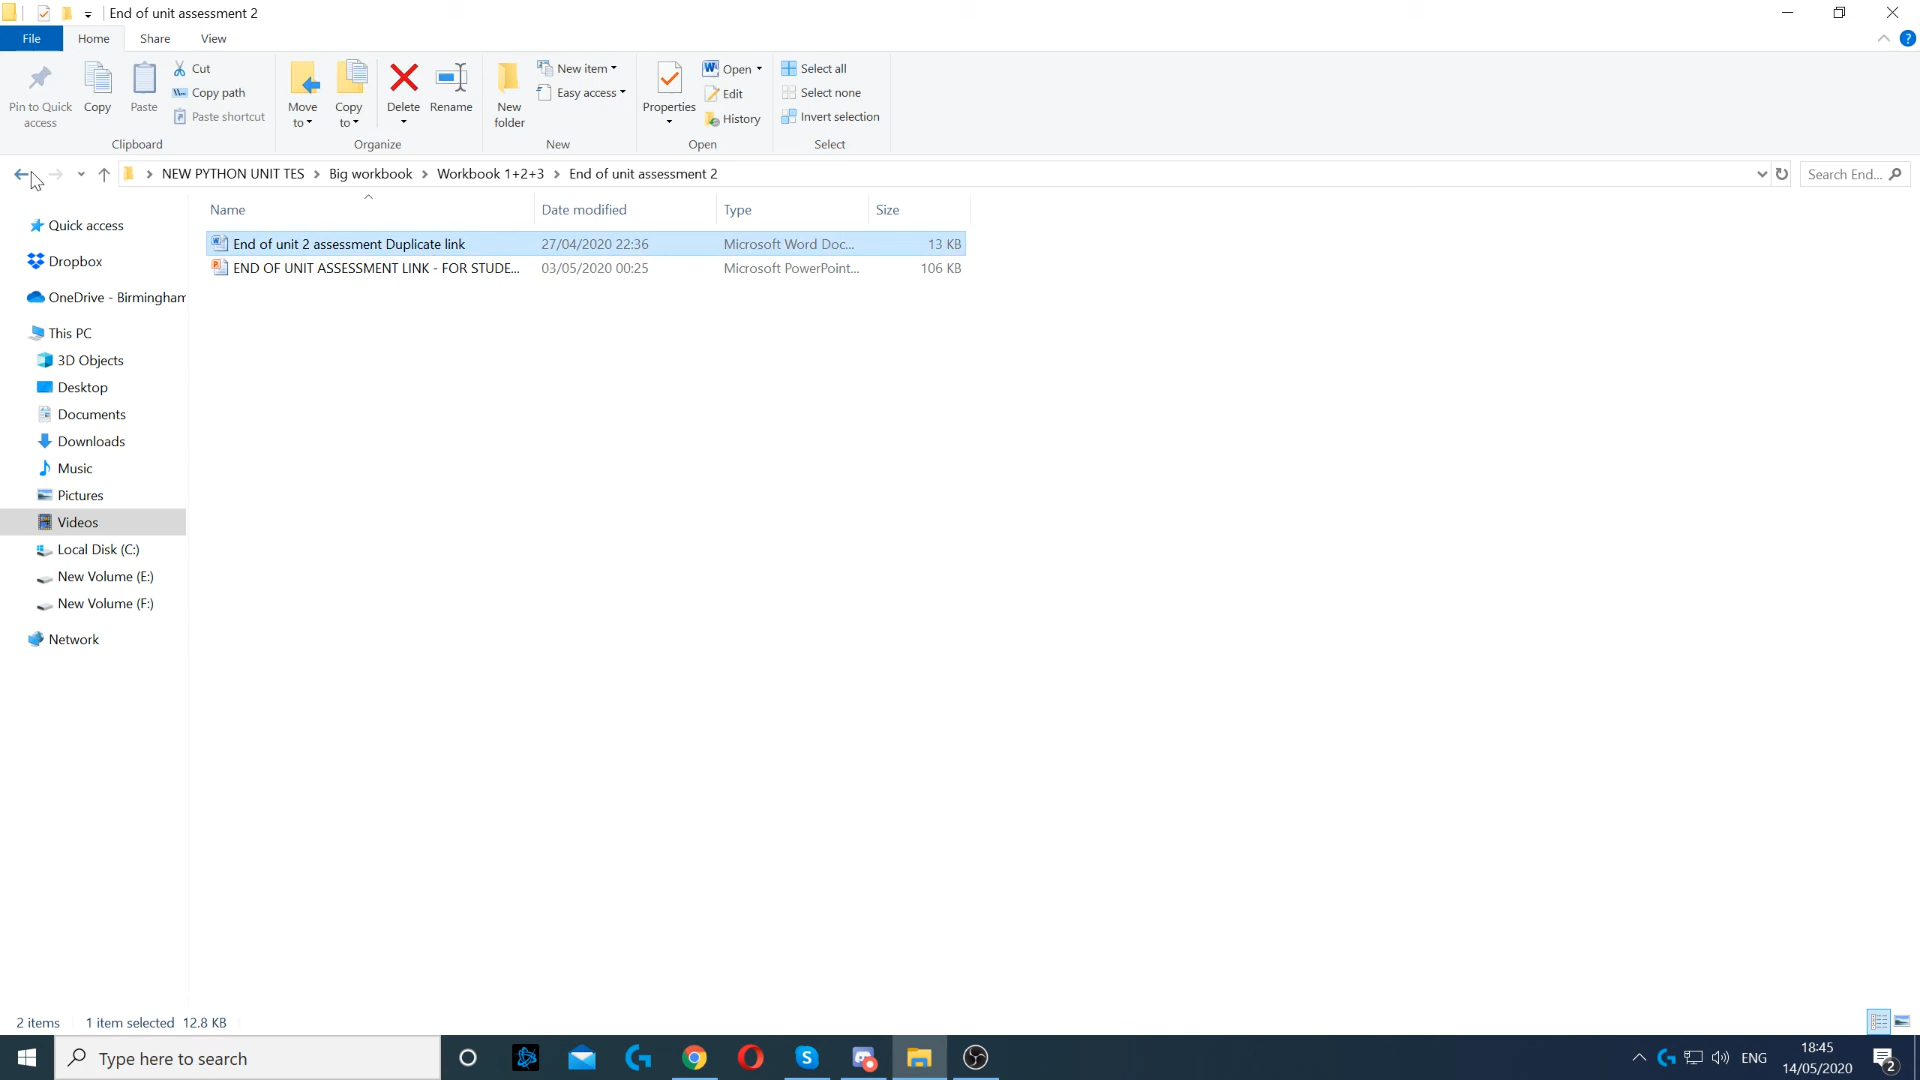 End of unit assessment 2
File
Home
Share
View
Pin to Quick access
Copy
Paste
Cut
Copy path
Paste shortcut
Clipboard
Move to
Copy to
Delete
Rename
Organize
New folder
New item
Easy access
New
Properties
Open
Edit
History
Open
Select all
Select none
Invert selection
Select
NEW PYTHON UNIT TES > Big workbook > Workbook 1+2+3 > End of unit assessment 2
Search End...
Name Date modified Type Size
End of unit 2 assessment Duplicate link 27/04/2020 22:36 Microsoft Word Doc... 13 KB
END OF UNIT ASSESSMENT LINK - FOR STUDE... 03/05/2020 00:25 Microsoft PowerPoint... 106 KB
Quick access
Dropbox
OneDrive - Birmingham
This PC
3D Objects
Desktop
Documents
Downloads
Music
Pictures
Videos
Local Disk (C:)
New Volume (E:)
New Volume (F:)
Network
2 items 1 item selected 12.8 KB
Type here to search
ENG
18:45
14/05/2020
2